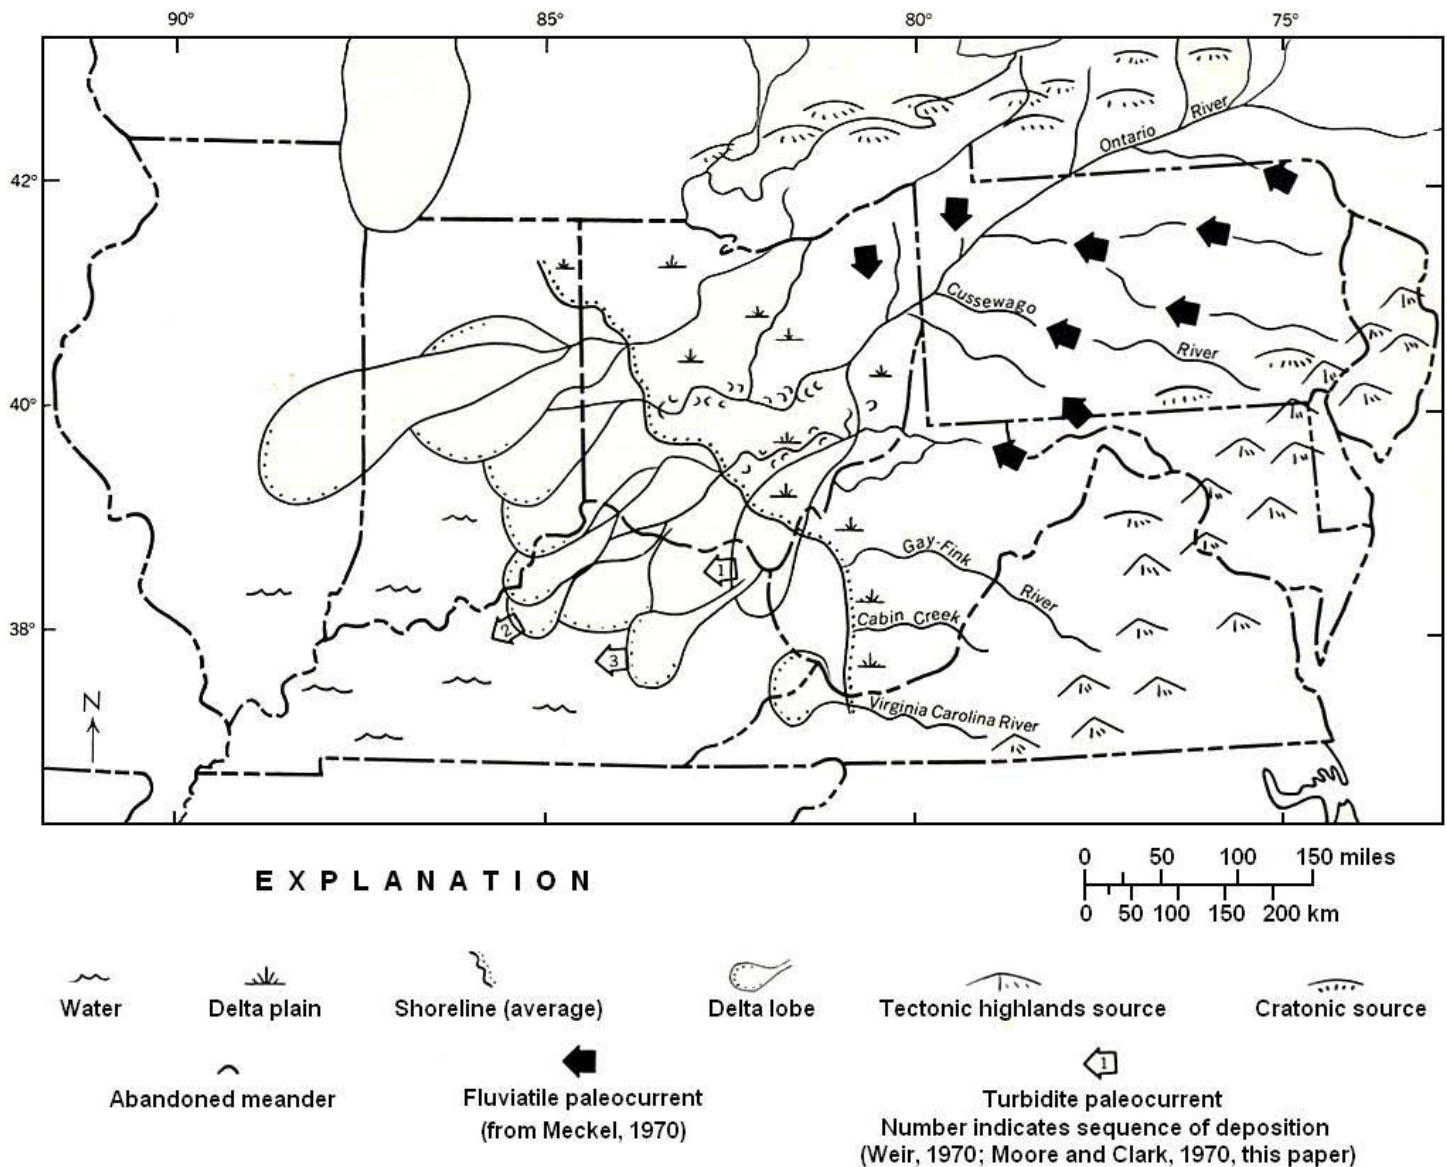 90°
85°
80°
75°
42°
40°
38°
Ontario River
Cussewago River
Gay-Fink River
Cabin Creek
Virginia Carolina River
1
2
3
N
EXPLANATION
0 50 100 150 miles
0 50 100 150 200 km
Water
Delta plain
Shoreline (average)
Delta lobe
Tectonic highlands source
Cratonic source
1
Abandoned meander
Fluviatile paleocurrent
(from Meckel, 1970)
Turbidite paleocurrent
Number indicates sequence of deposition
(Weir, 1970; Moore and Clark, 1970, this paper)